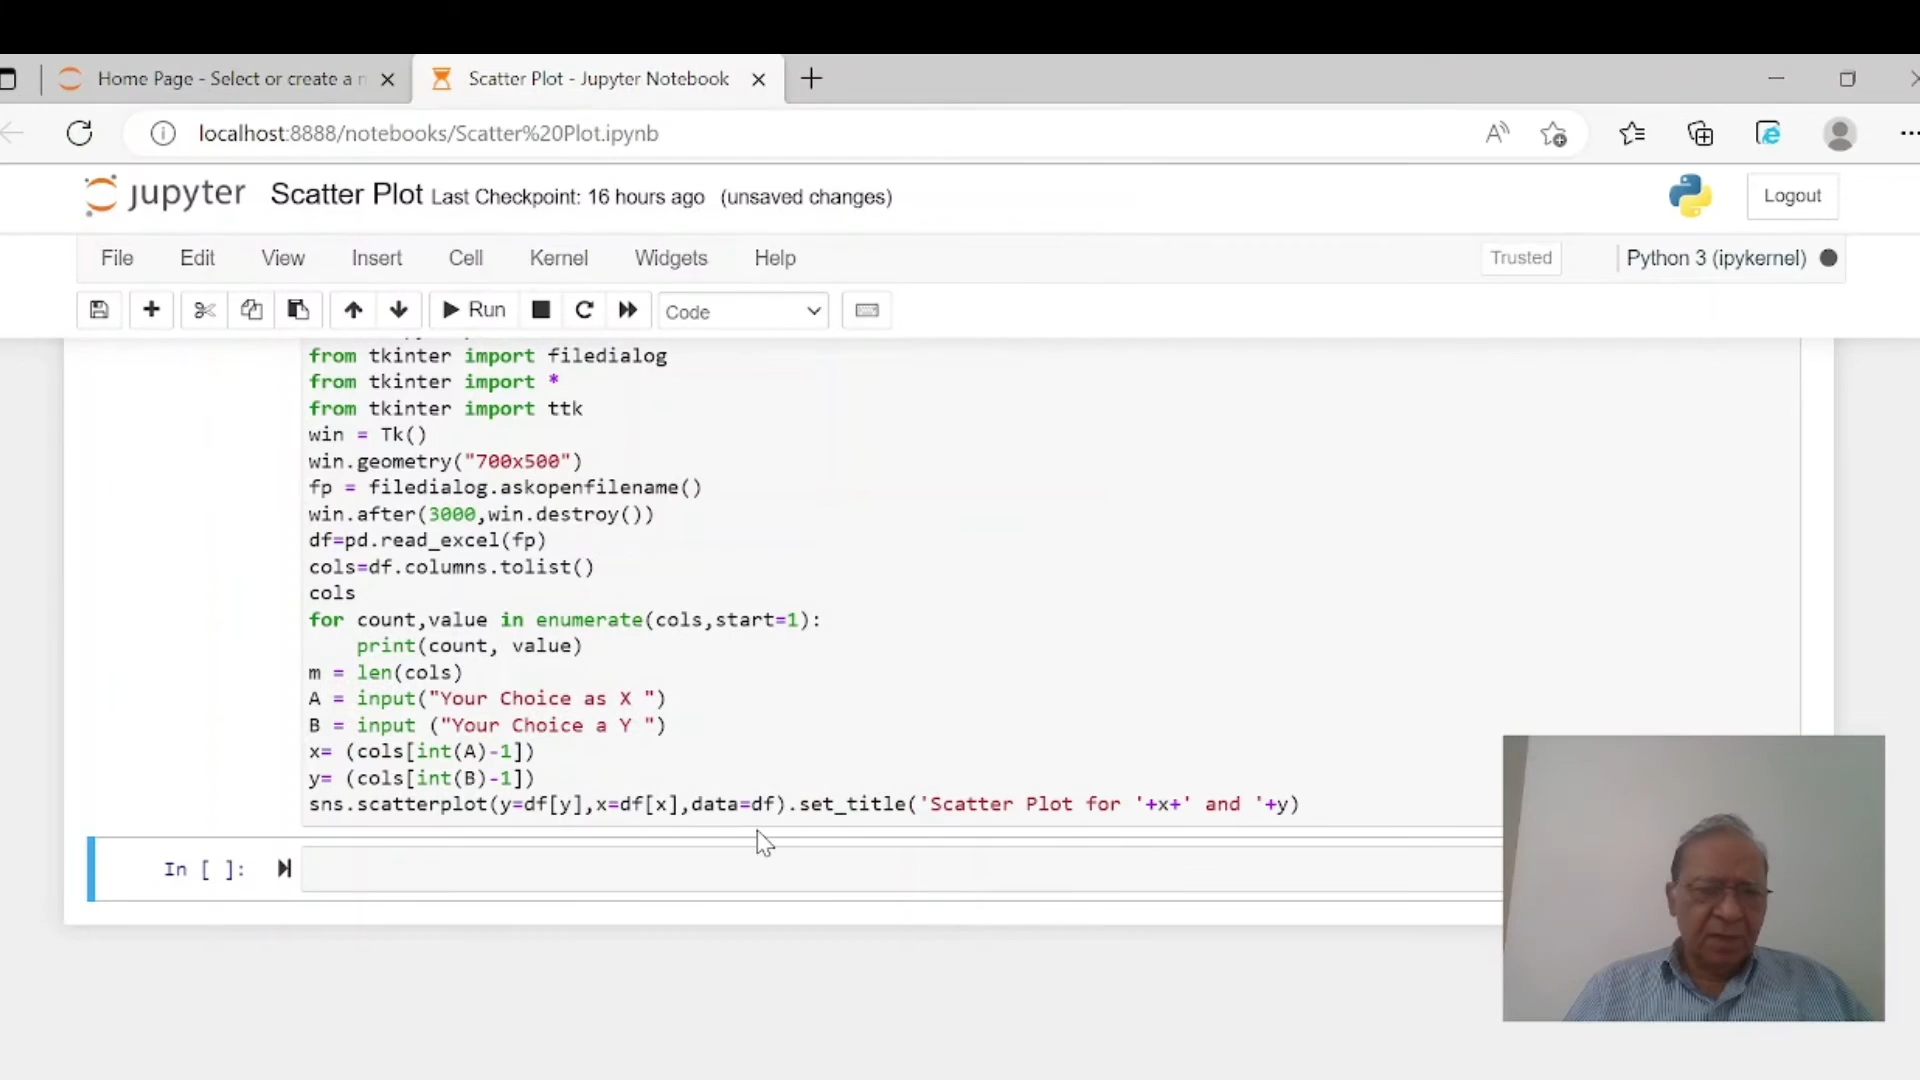 Home Page - Select or create a n
Scatter Plot - Jupyter Notebook
localhost:8888/notebooks/Scatter%20Plot.ipynb
jupyter Scatter Plot Last Checkpoint: 16 hours ago (unsaved changes)
Logout
File Edit View Insert Cell Kernel Widgets Help
Trusted
Python 3 (ipykernel)
Run
Code
from tkinter import filedialog
from tkinter import *
from tkinter import ttk
win = Tk()
win.geometry("700x500")
fp = filedialog.askopenfilename()
win.after(3000,win.destroy())
df=pd.read_excel(fp)
cols=df.columns.tolist()
cols
for count,value in enumerate(cols,start=1):
    print(count, value)
m = len(cols)
A = input("Your Choice as X ")
B = input ("Your Choice a Y ")
x= (cols[int(A)-1])
y= (cols[int(B)-1])
sns.scatterplot(y=df[y],x=df[x],data=df).set_title('Scatter Plot for '+x+' and '+y)
In [ ]: